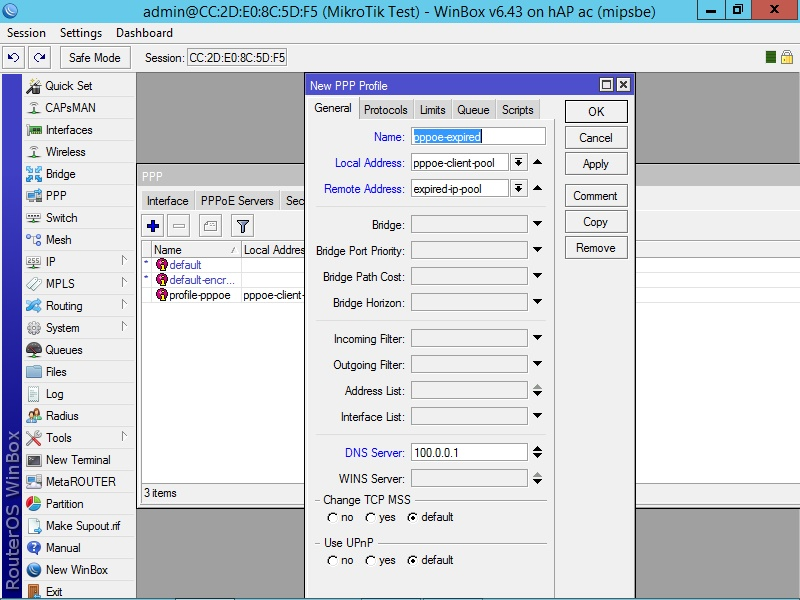 admin@CC:2D:E0:8C:5D:F5 (MikroTik Test) - WinBox v6.43 on hAP ac (mipsbe)
Session Settings Dashboard
Safe Mode Session: CC:2D:E0:8C:5D:F5
RouterOS WinBox
Quick Set
CAPsMAN
Interfaces
Wireless
Bridge
PPP
Switch
Mesh
IP
MPLS
Routing
System
Queues
Files
Log
Radius
Tools
New Terminal
MetaROUTER
Partition
Make Supout.rif
Manual
New WinBox
Exit
PPP
Interface PPPoE Servers Sec
Name Local Addres
* default
* default-encr...
profile-pppoe pppoe-client-
3 items
New PPP Profile
General Protocols Limits Queue Scripts
Name: pppoe-expired
Local Address: pppoe-client-pool
Remote Address: expired-ip-pool
Bridge:
Bridge Port Priority:
Bridge Path Cost:
Bridge Horizon:
Incoming Filter:
Outgoing Filter:
Address List:
Interface List:
DNS Server: 100.0.0.1
WINS Server:
Change TCP MSS
no yes default
Use UPnP
no yes default
OK
Cancel
Apply
Comment
Copy
Remove